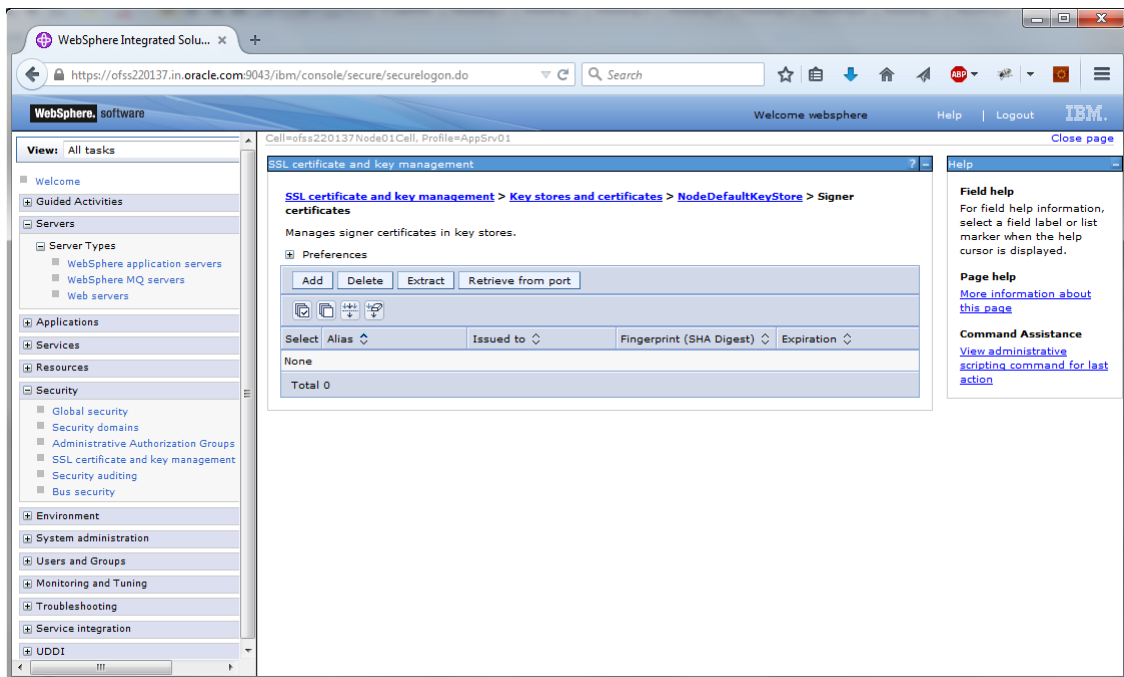 WebSphere Integrated Solu...
https://ofss220137.in.oracle.com:9043/ibm/console/secure/securelogon.do
Search
ABP
WebSphere. software
Welcome websphere
Help | Logout
IBM.
View: All tasks
Welcome
Guided Activities
Servers
Server Types
WebSphere application servers
WebSphere MQ servers
Web servers
Applications
Services
Resources
Security
Global security
Security domains
Administrative Authorization Groups
SSL certificate and key management
Security auditing
Bus security
Environment
System administration
Users and Groups
Monitoring and Tuning
Troubleshooting
Service integration
UDDI
Cell=ofss220137Node01Cell, Profile=AppSrv01
Close page
SSL certificate and key management
?
SSL certificate and key management > Key stores and certificates > NodeDefaultKeyStore > Signer
certificates
Manages signer certificates in key stores.
Preferences
Add Delete Extract Retrieve from port
Select Alias Issued to Fingerprint (SHA Digest) Expiration
None
Total 0
Help
Field help
For field help information,
select a field label or list
marker when the help
cursor is displayed.
Page help
More information about
this page
Command Assistance
View administrative
scripting command for last
action